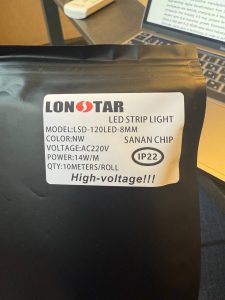 LONSTAR
LED STRIP LIGHT
MODEL:LSD-120LED-8MM
COLOR:NW SANAN CHIP
VOLTAGE:AC220V
POWER:14W/M IP22
QTY:10METERS/ROLL
High-voltage!!!